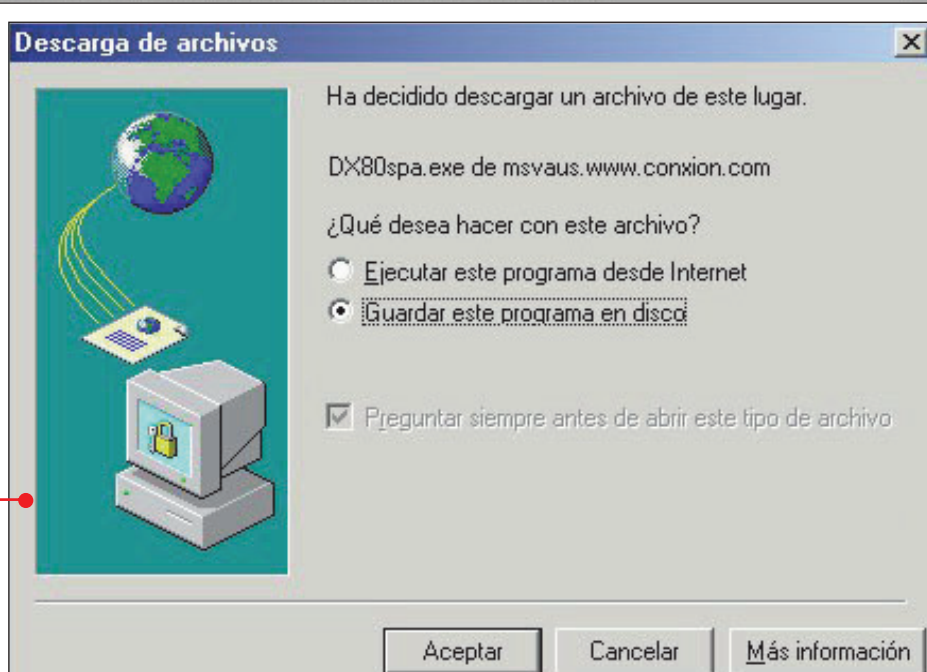 Descarga de archivos
Ha decidido descargar un archivo de este lugar.
DX80spa.exe de msvaus.www.conxion.com
¿Qué desea hacer con este archivo?
Ejecutar este programa desde Internet
Guardar este programa en disco
Preguntar siempre antes de abrir este tipo de archivo
Aceptar
Cancelar
Más información